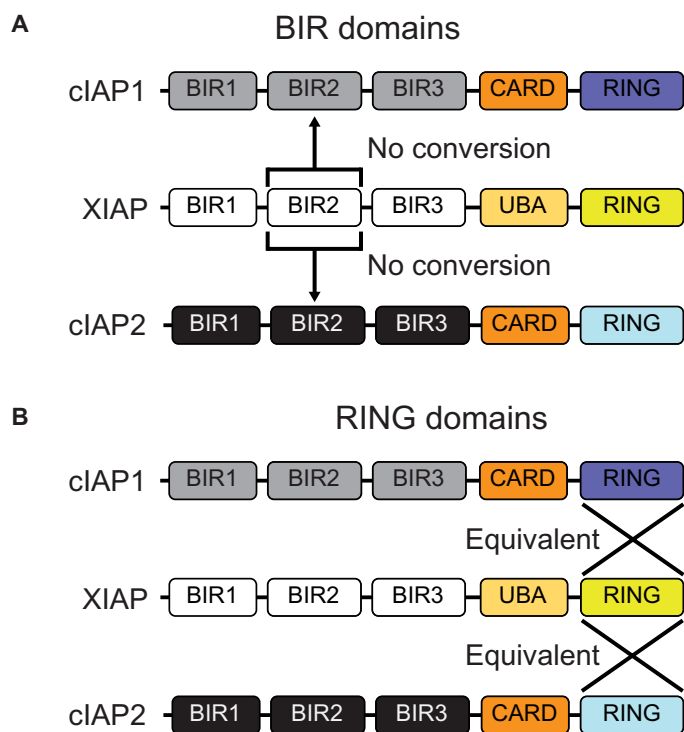 A
BIR domains
cIAP1 BIR1 BIR2 BIR3 CARD RING
No conversion
XIAP BIR1 BIR2 BIR3 UBA RING
No conversion
cIAP2 BIR1 BIR2 BIR3 CARD RING
B
RING domains
cIAP1 BIR1 BIR2 BIR3 CARD RING
Equivalent
XIAP BIR1 BIR2 BIR3 UBA RING
Equivalent
cIAP2 BIR1 BIR2 BIR3 CARD RING